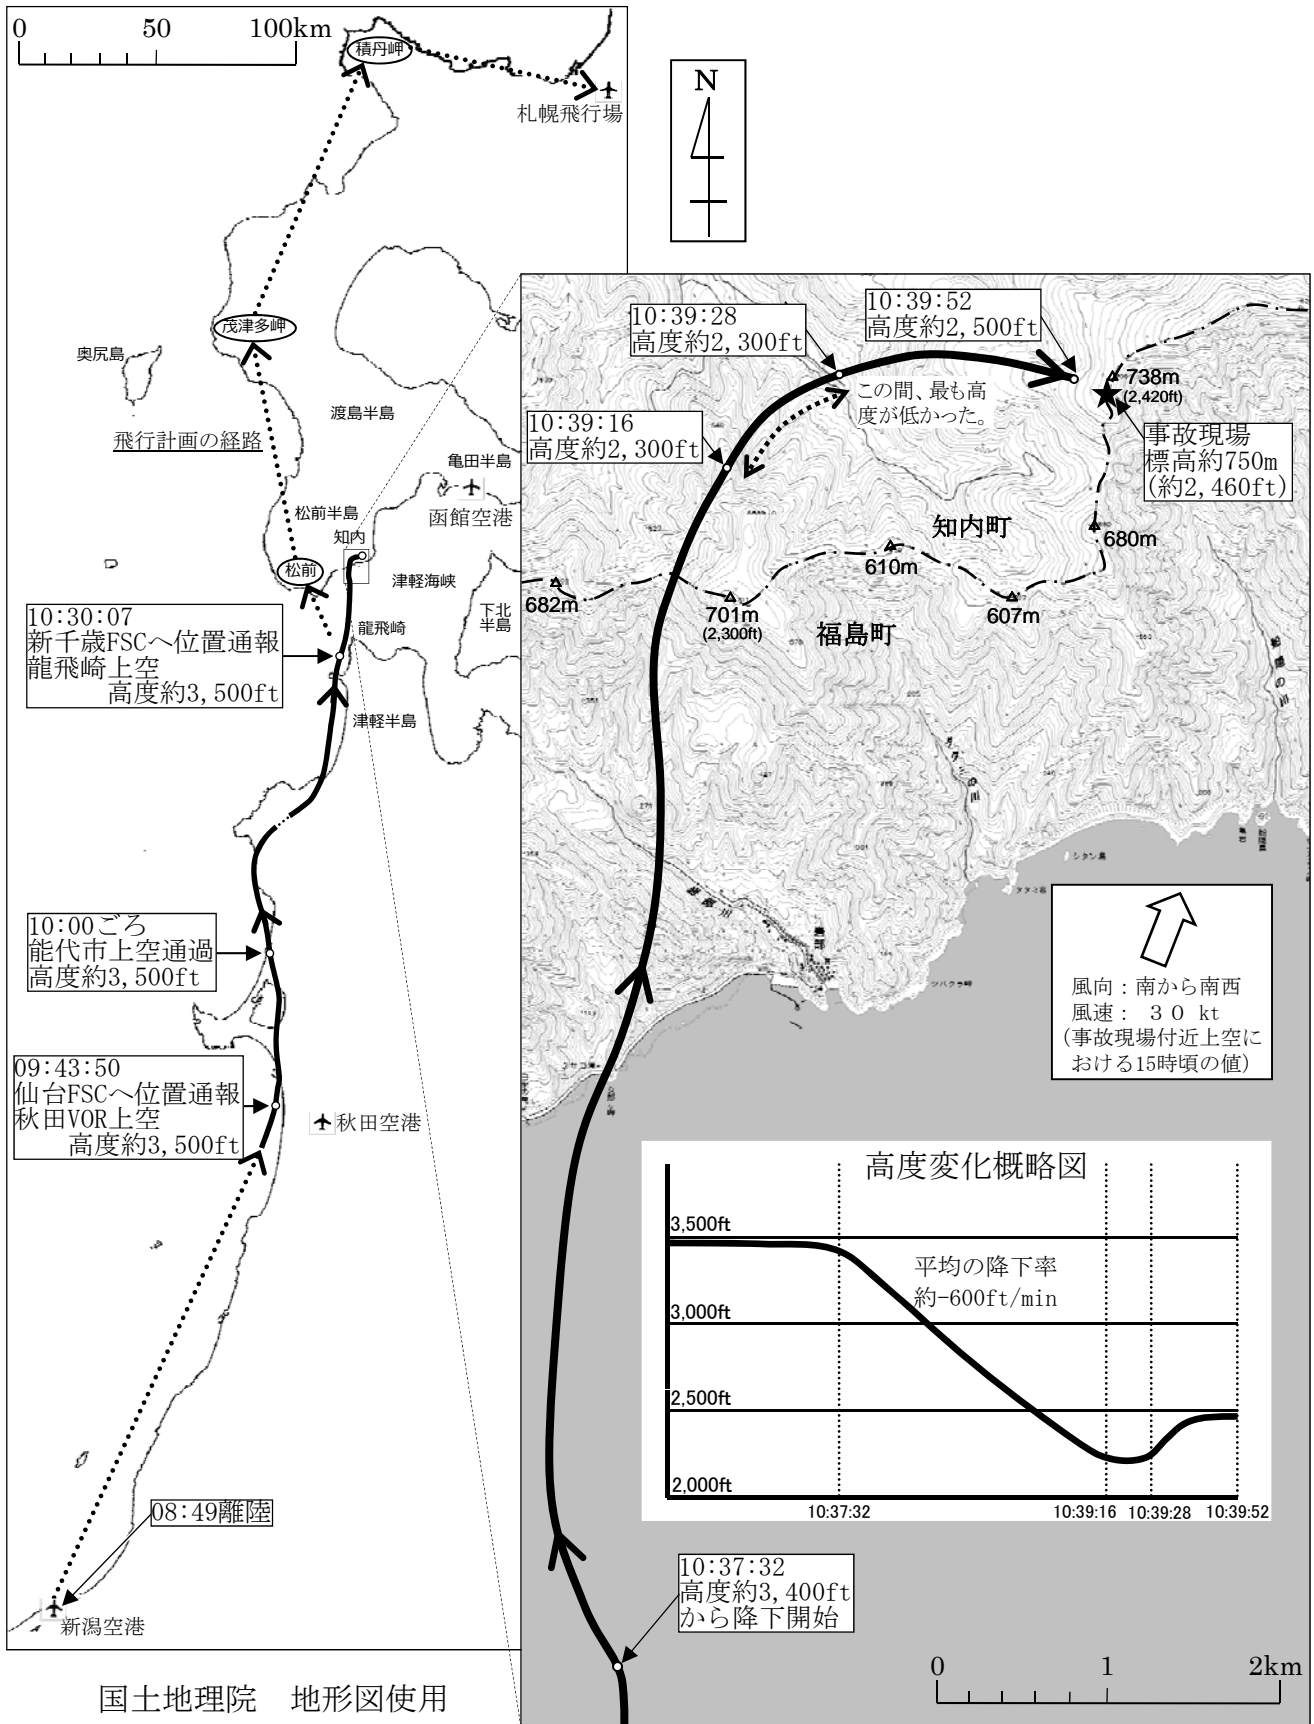 0 50 100km
積丹岬
札幌飛行場
N
茂津多岬
奥尻島
渡島半島
飛行計画の経路
亀田半島
函館空港
松前半島
知内
松前
津軽海峡
下北
半島
龍飛崎
津軽半島
10:30:07
新千歳FSCへ位置通報
龍飛崎上空
高度約3,500ft
10:00ごろ
能代市上空通過
高度約3,500ft
09:43:50
仙台FSCへ位置通報
秋田VOR上空
高度約3,500ft
秋田空港
08:49離陸
新潟空港
国土地理院 地形図使用
10:39:28
高度約2,300ft
10:39:52
高度約2,500ft
10:39:16
高度約2,300ft
この間、最も高
度が低かった。
738m
(2,420ft)
事故現場
標高約750m
(約2,460ft)
知内町
680m
610m
682m
701m
(2,300ft)
607m
福島町
シタン島
タタミ岩
ツバクラ岬
風向:南から南西
風速: 30 kt
(事故現場付近上空に
おける15時頃の値)
高度変化概略図
3,500ft
平均の降下率
約-600ft/min
3,000ft
2,500ft
2,000ft
10:37:32 10:39:16 10:39:28 10:39:52
10:37:32
高度約3,400ft
から降下開始
0 1 2km